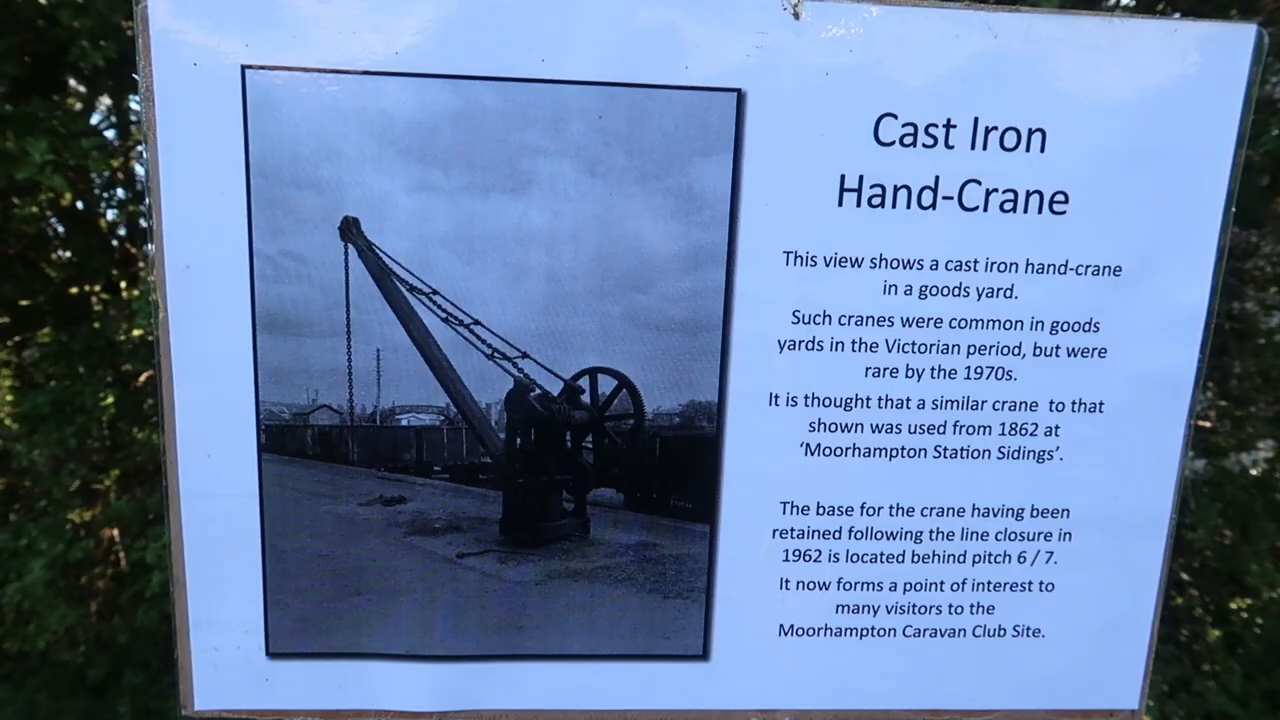 Cast Iron
Hand-Crane
This view shows a cast iron hand-crane
in a goods yard.
Such cranes were common in goods
yards in the Victorian period, but were
rare by the 1970s.
It is thought that a similar crane to that
shown was used from 1862 at
‘Moorhampton Station Sidings’.
The base for the crane having been
retained following the line closure in
1962 is located behind pitch 6 / 7.
It now forms a point of interest to
many visitors to the
Moorhampton Caravan Club Site.